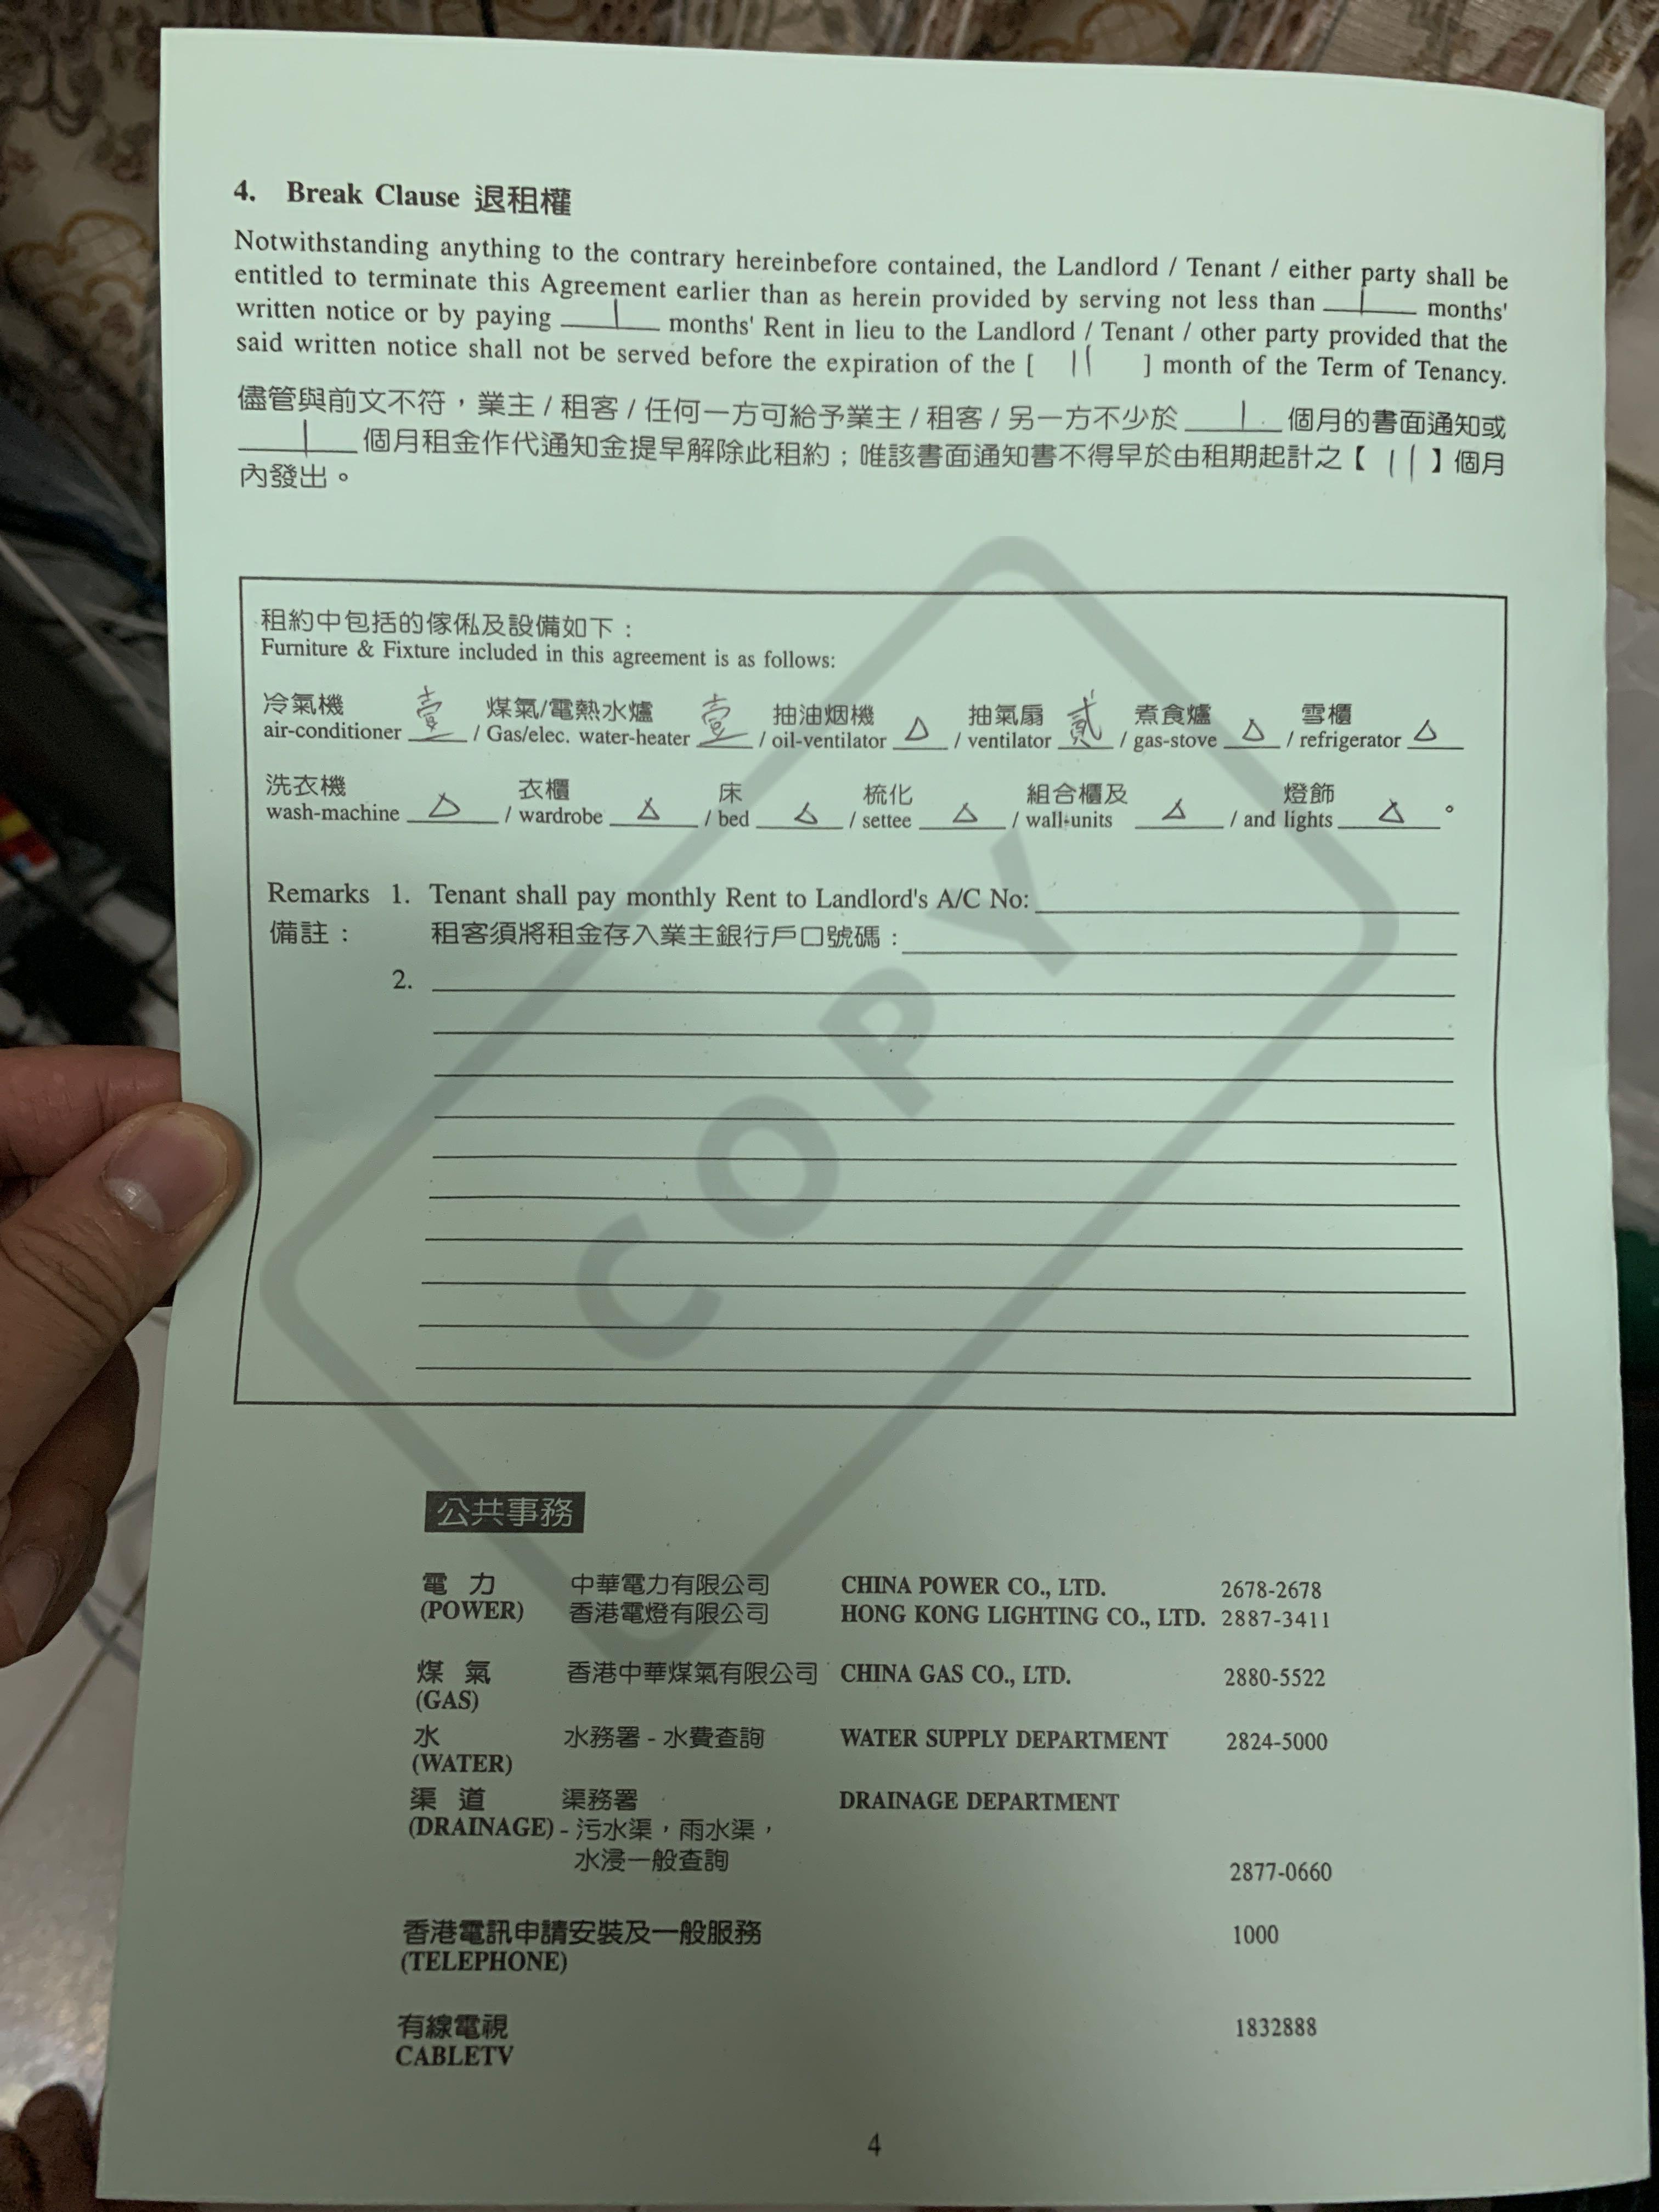 4. Break Clause 退租權
Notwithstanding anything to the contrary hereinbefore contained, the Landlord / Tenant / either party shall be
entitled to terminate this Agreement earlier than as herein provided by serving not less than 1 months'
written notice or by paying 1 months' Rent in lieu to the Landlord / Tenant / other party provided that the
said written notice shall not be served before the expiration of the [ 11 ] month of the Term of Tenancy.
儘管與前文不符，業主 / 租客 / 任何一方可給予業主 / 租客 / 另一方不少於 1 個月的書面通知或
1 個月租金作代通知金提早解除此租約；唯該書面通知書不得早於由租期起計之【 11 】個月
內發出。
租約中包括的傢俬及設備如下：
Furniture & Fixture included in this agreement is as follows:
冷氣機 壹 煤氣/電熱水爐 壹 抽油烟機 抽氣扇 貳 煮食爐 雪櫃
air-conditioner / Gas/elec. water-heater / oil-ventilator △ / ventilator / gas-stove △ / refrigerator △
洗衣機 衣櫃 床 梳化 組合櫃及 燈飾
wash-machine △ / wardrobe △ / bed △ / settee △ / wall-units △ / and lights △ 。
Remarks 1. Tenant shall pay monthly Rent to Landlord's A/C No:
備註： 租客須將租金存入業主銀行戶口號碼：
2.
COPY
公共事務
電 力 中華電力有限公司 CHINA POWER CO., LTD. 2678-2678
(POWER) 香港電燈有限公司 HONG KONG LIGHTING CO., LTD. 2887-3411
煤 氣 香港中華煤氣有限公司 CHINA GAS CO., LTD. 2880-5522
(GAS)
水 水務署 - 水費查詢 WATER SUPPLY DEPARTMENT 2824-5000
(WATER)
渠 道 渠務署 DRAINAGE DEPARTMENT
(DRAINAGE) - 污水渠，雨水渠，
水浸一般查詢 2877-0660
香港電訊申請安裝及一般服務 1000
(TELEPHONE)
有線電視 1832888
CABLETV
4